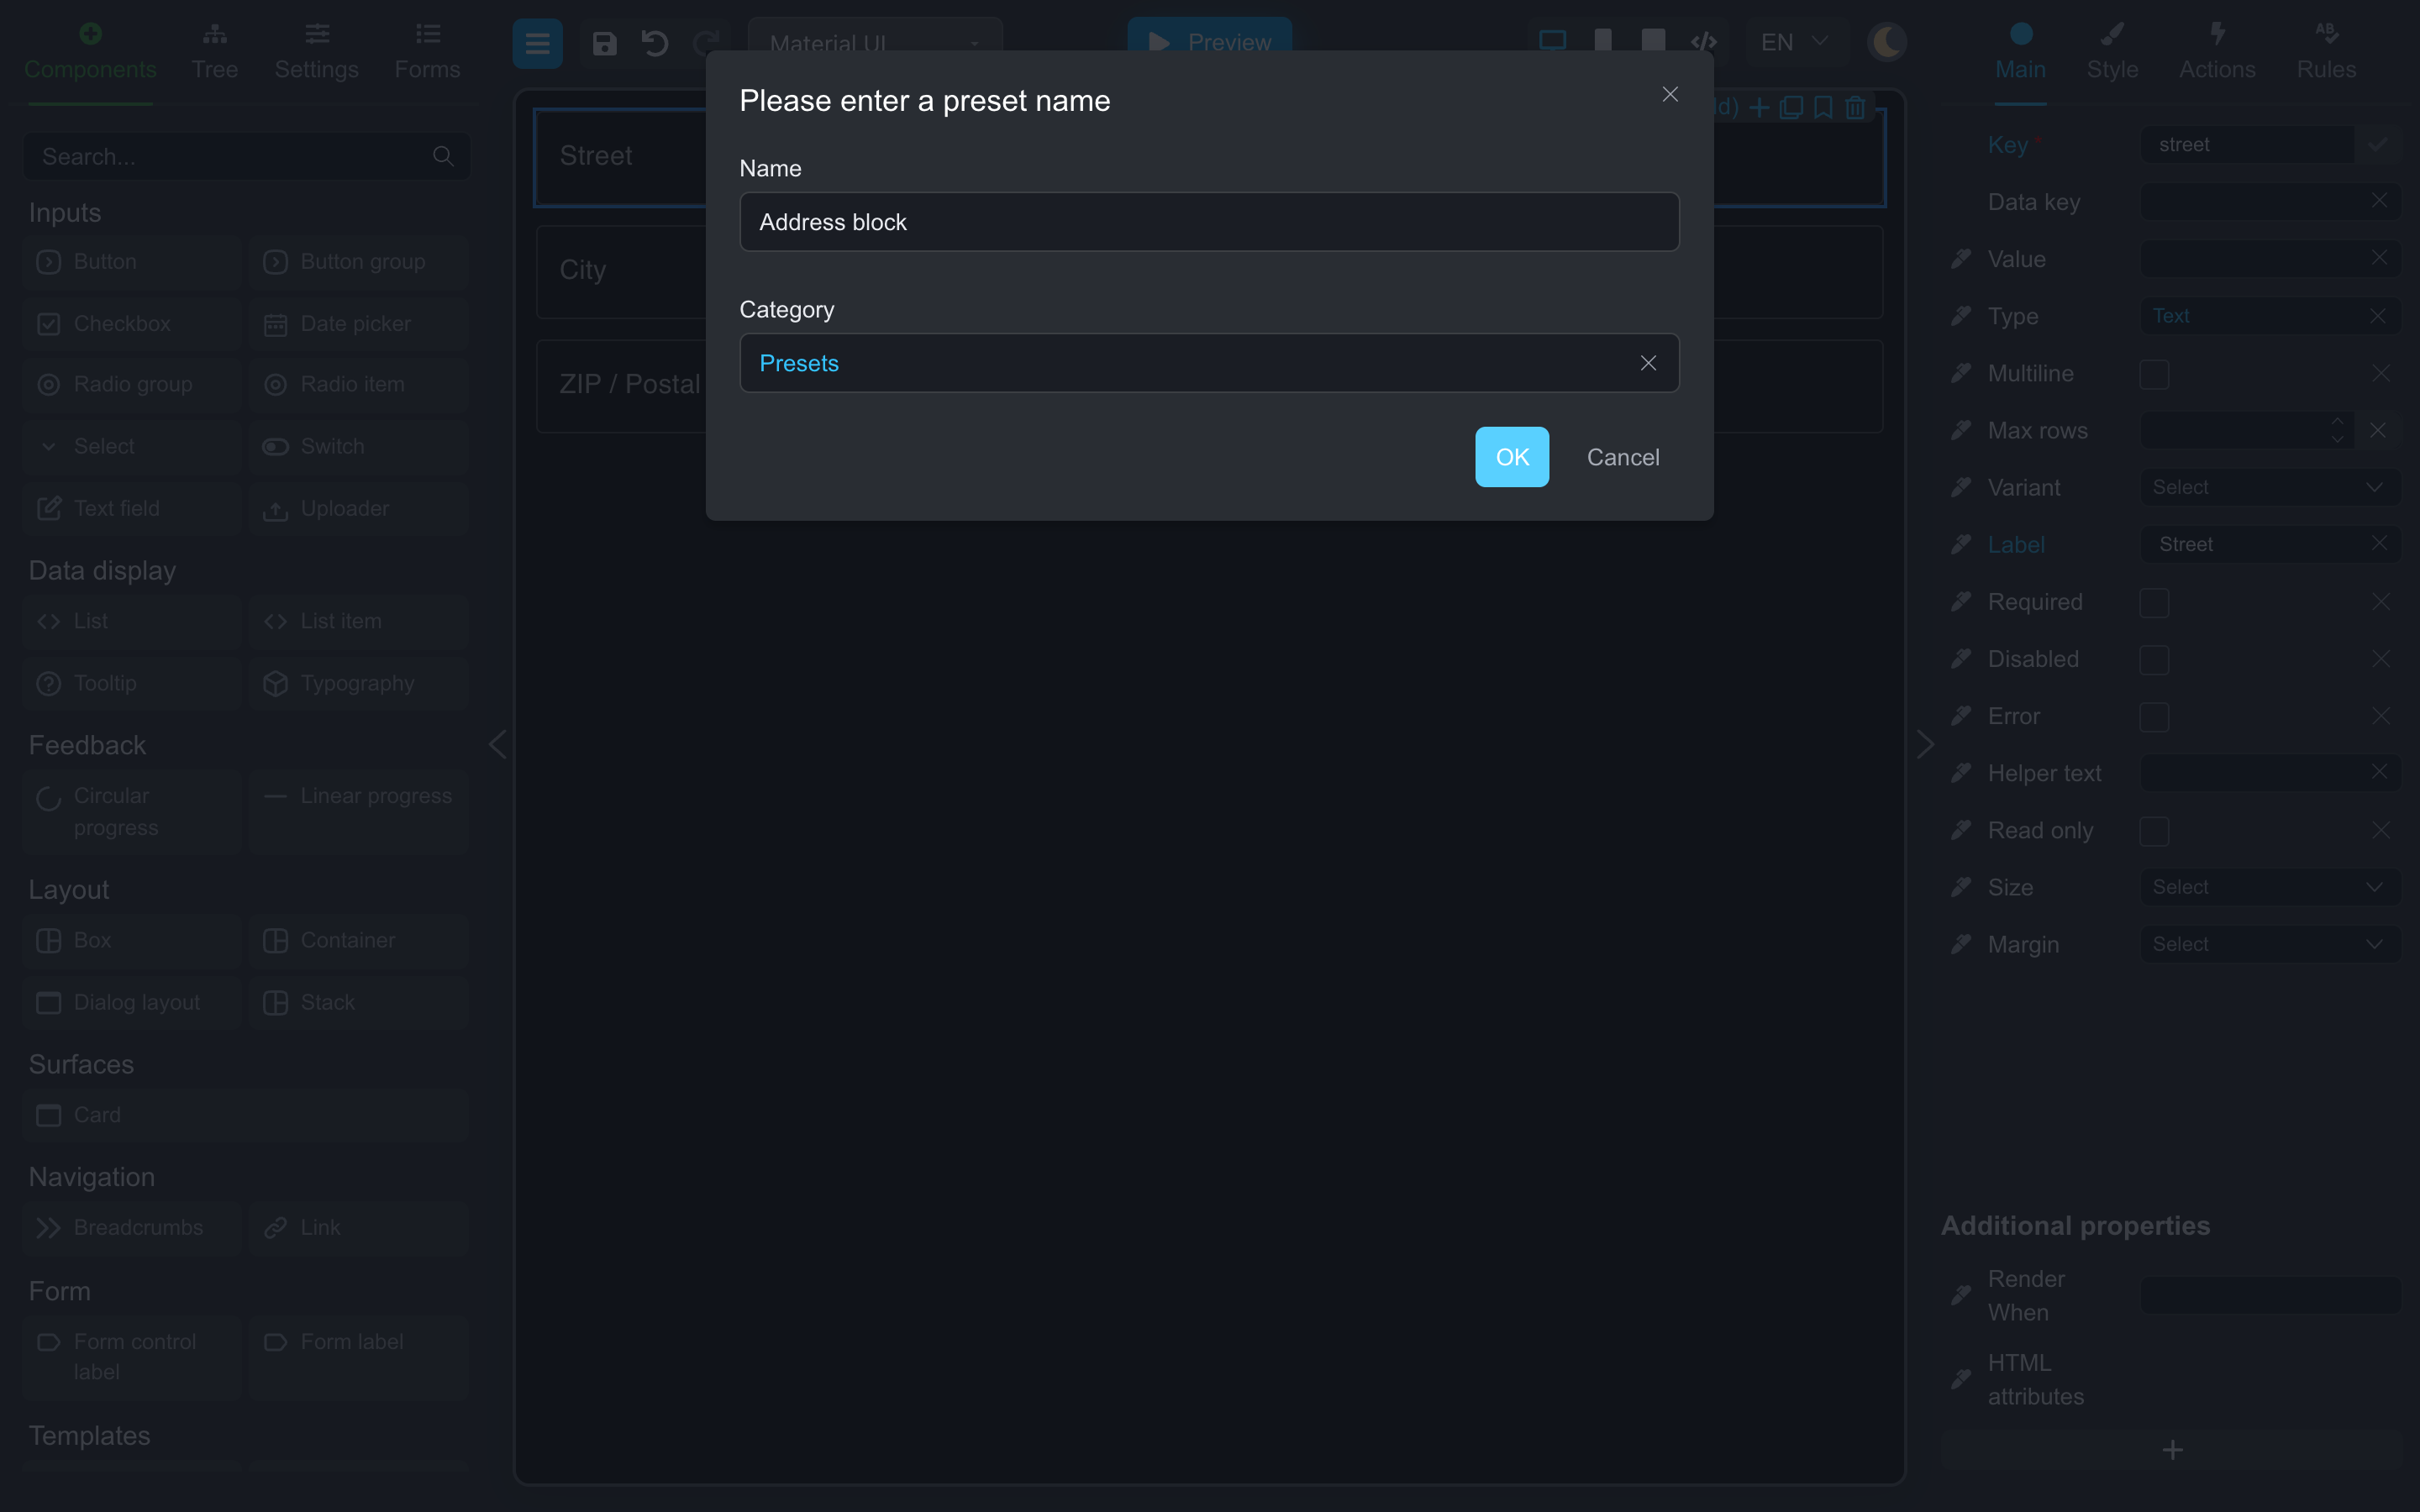 Components
Tree
Settings
Forms
Material UI
Preview
EN
Main
Style
Actions
Rules
Search...
Inputs
Button
Button group
Checkbox
Date picker
Radio group
Radio item
Select
Switch
Text field
Uploader
Data display
List
List item
Tooltip
Typography
Feedback
Circular
progress
Linear progress
Layout
Box
Container
Dialog layout
Stack
Surfaces
Card
Navigation
Breadcrumbs
Link
Form
Form control
label
Form label
Templates
Street
City
ZIP / Postal
Please enter a preset name
Name
Address block
Category
Presets
OK
Cancel
Key *
street
Data key
Value
Type
Text
Multiline
Max rows
Variant
Select
Label
Street
Required
Disabled
Error
Helper text
Read only
Size
Select
Margin
Select
Additional properties
Render
When
HTML
attributes